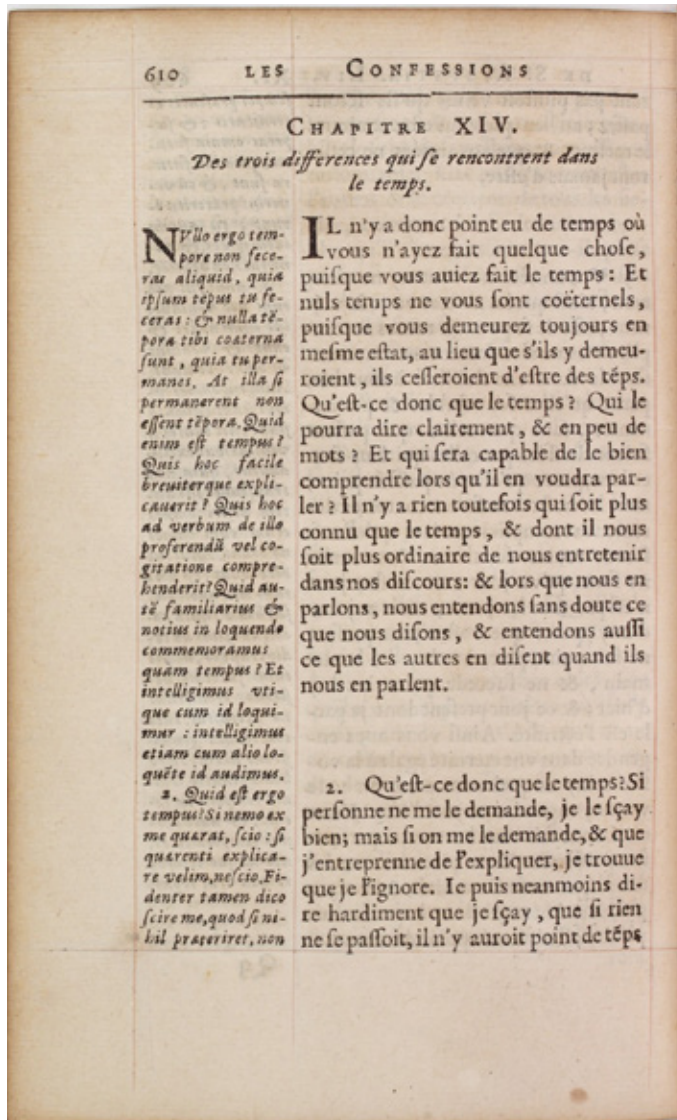 610 LES CONFESSIONS
CHAPITRE XIV.
Des trois differences qui ſe rencontrent dans
le temps.
NVllo ergo tem-
pore non fece-
ras aliquid, quia
ipſum tẽpus tu fe-
ceras : & nulla tẽ-
pora tibi coæterna
ſunt, quia tu per-
manes. At illa ſi
permanerent non
eſſent tẽpora. Quid
enim eſt tempus ?
Quis hoc facile
breuiterque expli-
cauerit ? Quis hoc
ad verbum de illo
proferendũ vel co-
gitatione compre-
henderit? Quid au-
tẽ familiarius &
notius in loquendo
commemoramus
quàm tempus ? Et
intelligimus vti-
que cum id loqui-
mur : intelligimus
etiam cum alio lo-
quẽte id audimus.
2. Quid eſt ergo
tempus? Si nemo ex
me quærat, ſcio : ſi
quærenti explica-
re velim, neſcio. Fi-
denter tamen dico
ſcire me, quod ſi ni-
hil præteriret, non
IL n'y a donc point eu de temps où
vous n'ayez fait quelque choſe,
puiſque vous auiez fait le temps : Et
nuls temps ne vous ſont coëternels,
puiſque vous demeurez toujours en
meſme eſtat, au lieu que s'ils y demeu-
roient, ils ceſſeroient d'eſtre des téps.
Qu'eſt-ce donc que le temps ? Qui le
pourra dire clairement, & en peu de
mots ? Et qui ſera capable de le bien
comprendre lors qu'il en voudra par-
ler ? Il n'y a rien toutefois qui ſoit plus
connu que le temps, & dont il nous
ſoit plus ordinaire de nous entretenir
dans nos diſcours: & lors que nous en
parlons, nous entendons ſans doute ce
que nous diſons, & entendons auſſi
ce que les autres en diſent quand ils
nous en parlent.
2. Qu'eſt-ce donc que le temps? Si
perſonne ne me le demande, je le ſçay
bien; mais ſi on me le demande, & que
j'entreprenne de l'expliquer, je trouue
que je l'ignore. Ie puis neanmoins di-
re hardiment que je ſçay, que ſi rien
ne ſe paſſoit, il n'y auroit point de tẽps